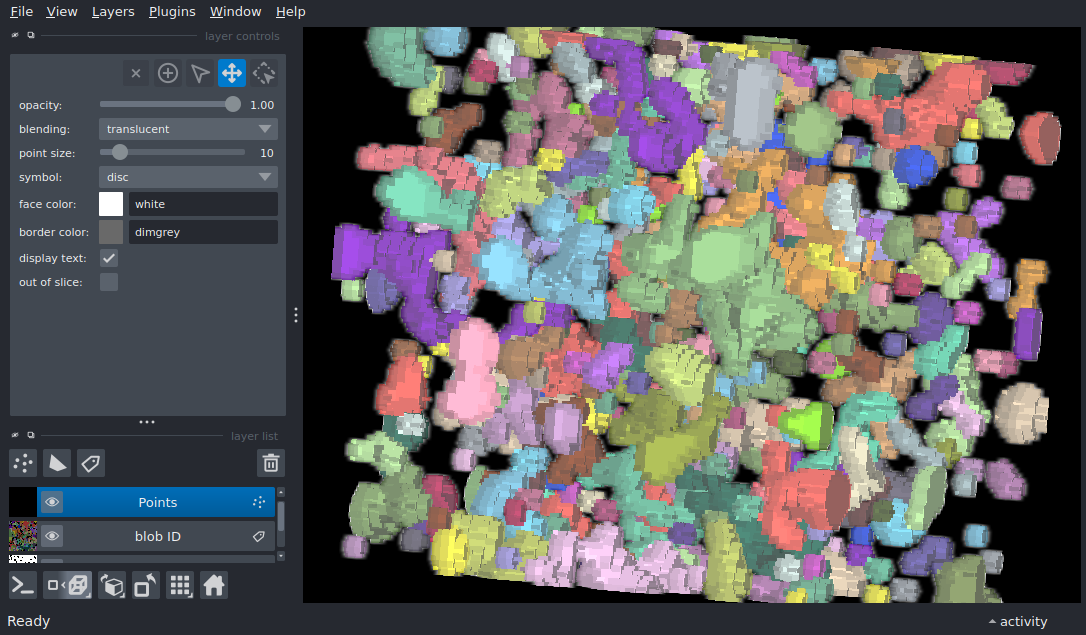 File View Layers Plugins Window Help
layer controls
opacity: 1.00
blending: translucent
point size: 10
symbol: disc
face color: white
border color: dimgrey
display text:
out of slice:
layer list
Points
blob ID
Ready activity